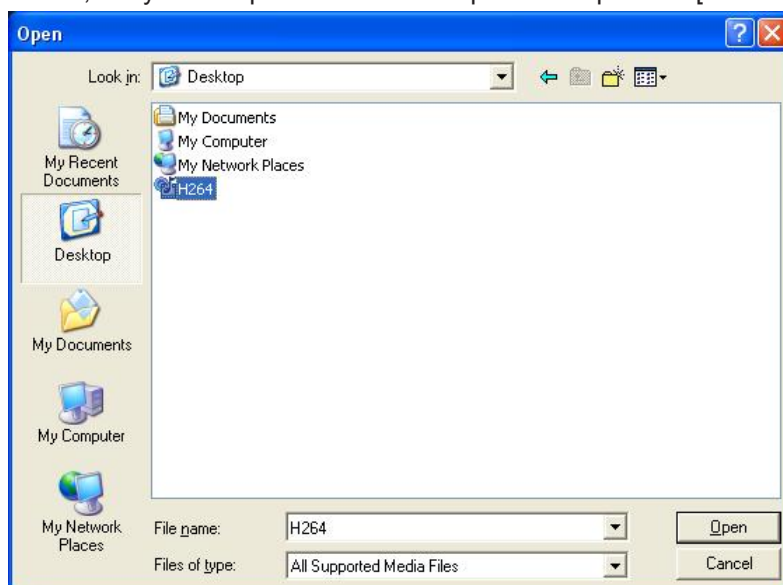 Open
Look in:
Desktop
My Documents
My Computer
My Network Places
H264
My Recent
Documents
Desktop
My Documents
My Computer
My Network
Places
File name:
H264
Open
Files of type:
All Supported Media Files
Cancel